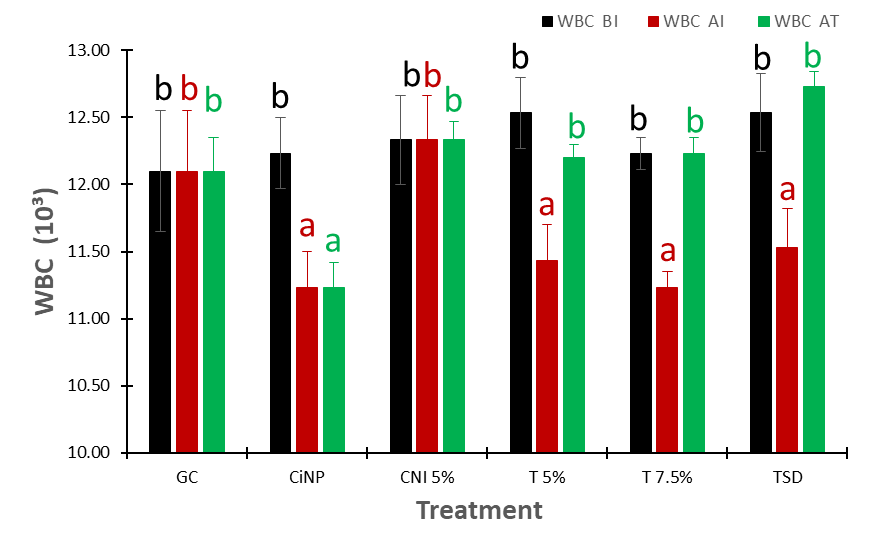 WBC BI WBC AI WBC AT
13.00
12.50
12.00
11.50
11.00
10.50
10.00
WBC (10³)
b b b
b a a
b b b
b a b
b a b
b a b
GC CiNP CNI 5% T 5% T 7.5% TSD
Treatment